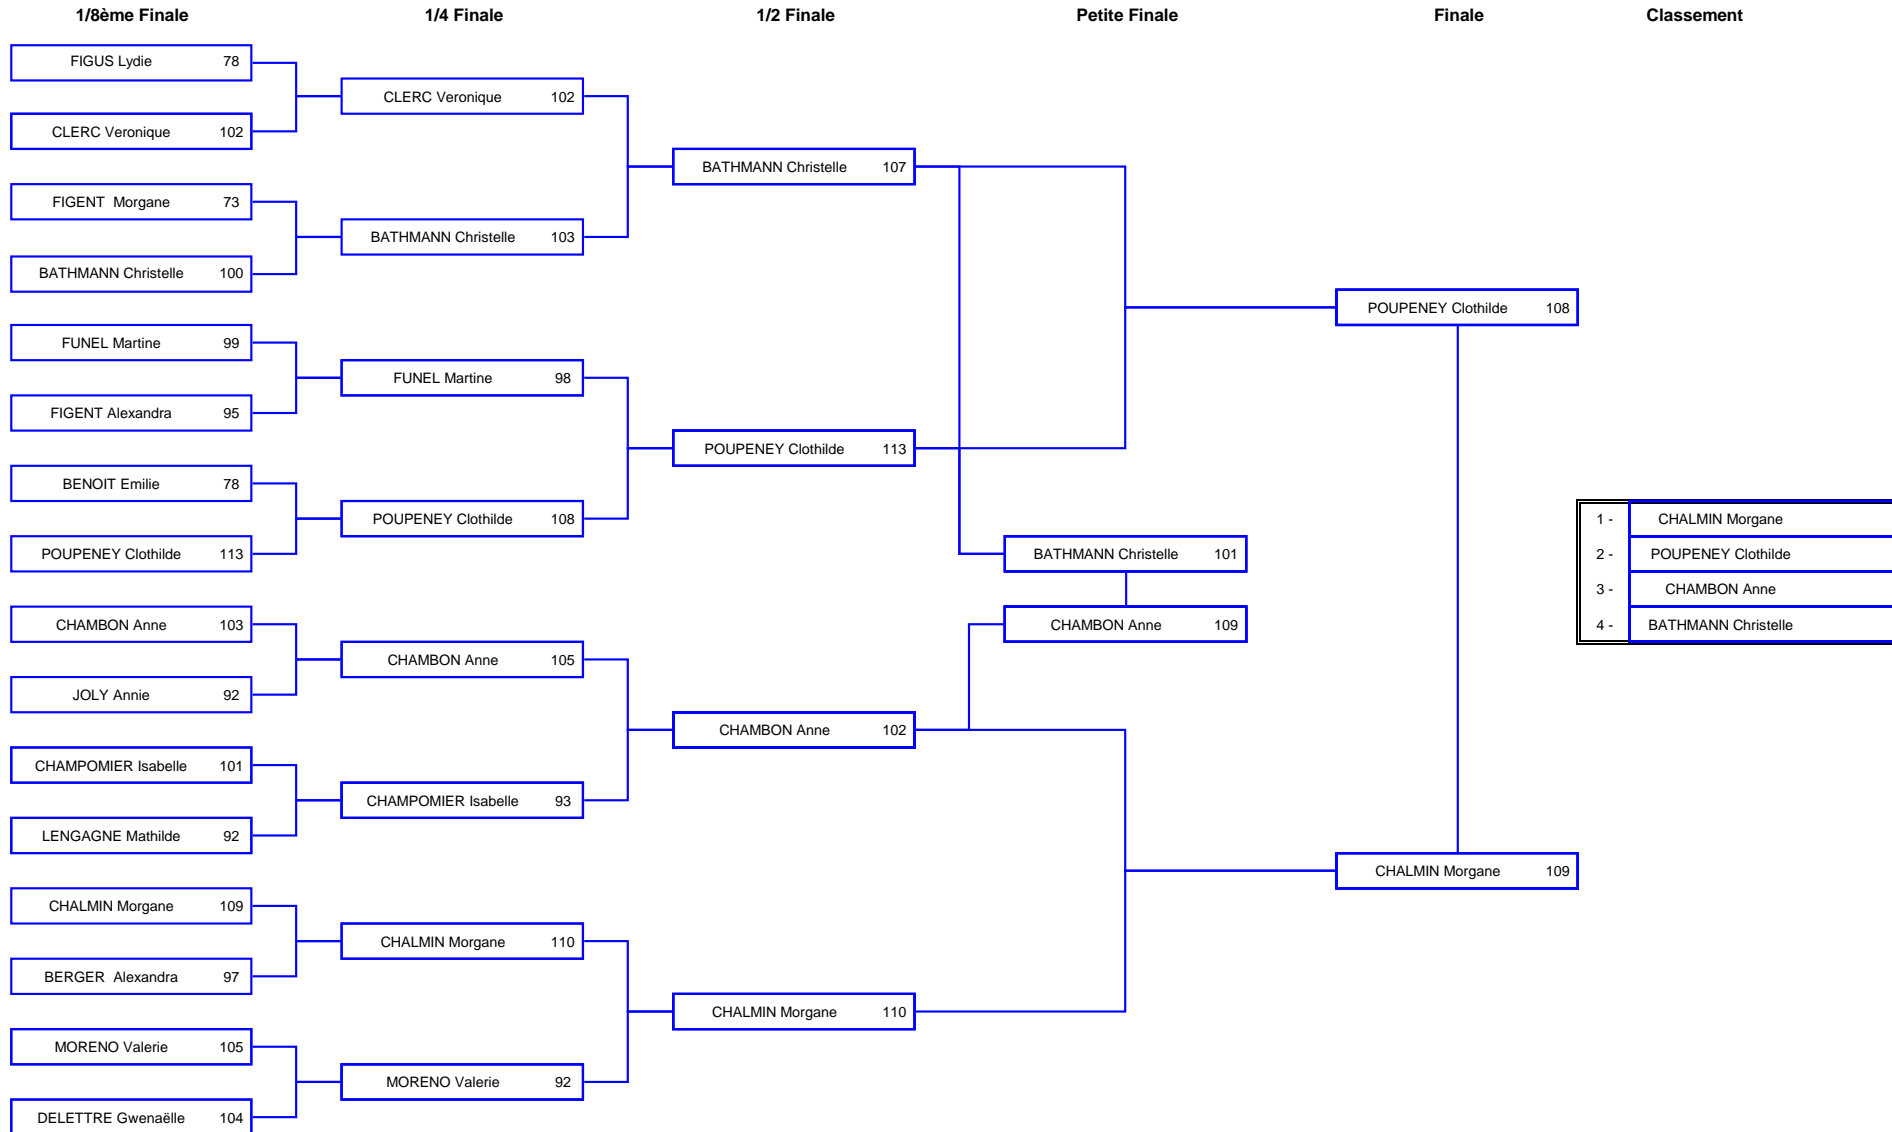 1/8ème Finale 1/4 Finale 1/2 Finale Petite Finale Finale Classement
FIGUS Lydie 78
CLERC Veronique 102
CLERC Veronique 102
BATHMANN Christelle 107
FIGENT  Morgane 73
BATHMANN Christelle 103
BATHMANN Christelle 100
POUPENEY Clothilde 108
FUNEL Martine 99
FUNEL Martine 98
FIGENT Alexandra 95
POUPENEY Clothilde 113
BENOIT Emilie 78
POUPENEY Clothilde 108
1 - CHALMIN Morgane
POUPENEY Clothilde 113
BATHMANN Christelle 101
2 - POUPENEY Clothilde
3 - CHAMBON Anne
CHAMBON Anne 103
CHAMBON Anne 109
4 - BATHMANN Christelle
CHAMBON Anne 105
JOLY Annie 92
CHAMBON Anne 102
CHAMPOMIER Isabelle 101
CHAMPOMIER Isabelle 93
LENGAGNE Mathilde 92
CHALMIN Morgane 109
CHALMIN Morgane 109
CHALMIN Morgane 110
BERGER  Alexandra 97
CHALMIN Morgane 110
MORENO Valerie 105
MORENO Valerie 92
DELETTRE Gwenaëlle 104